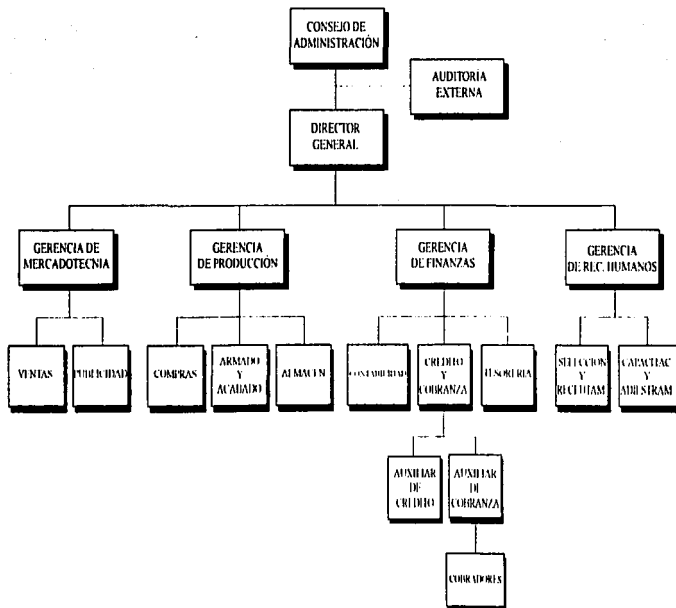 CONSEJO DE
ADMINISTRACIÓN
AUDITORÍA
EXTERNA
DIRECTOR
GENERAL
GERENCIA DE
MERCADOTECNIA
GERENCIA
DE PRODUCCIÓN
GERENCIA
DE FINANZAS
GERENCIA
DE REC. HUMANOS
VENTAS
PUBLICIDAD
COMPRAS
ARMADO
Y
ACABADO
ALMACEN
CONTABILIDAD
CREDITO
Y
COBRANZA
TESORERIA
SELECCION
Y
RECLUTAM
CAPACITAC
Y
ADIESTRAM
AUXILIAR
DE
CREDITO
AUXILIAR
DE
COBRANZA
COBRADORES